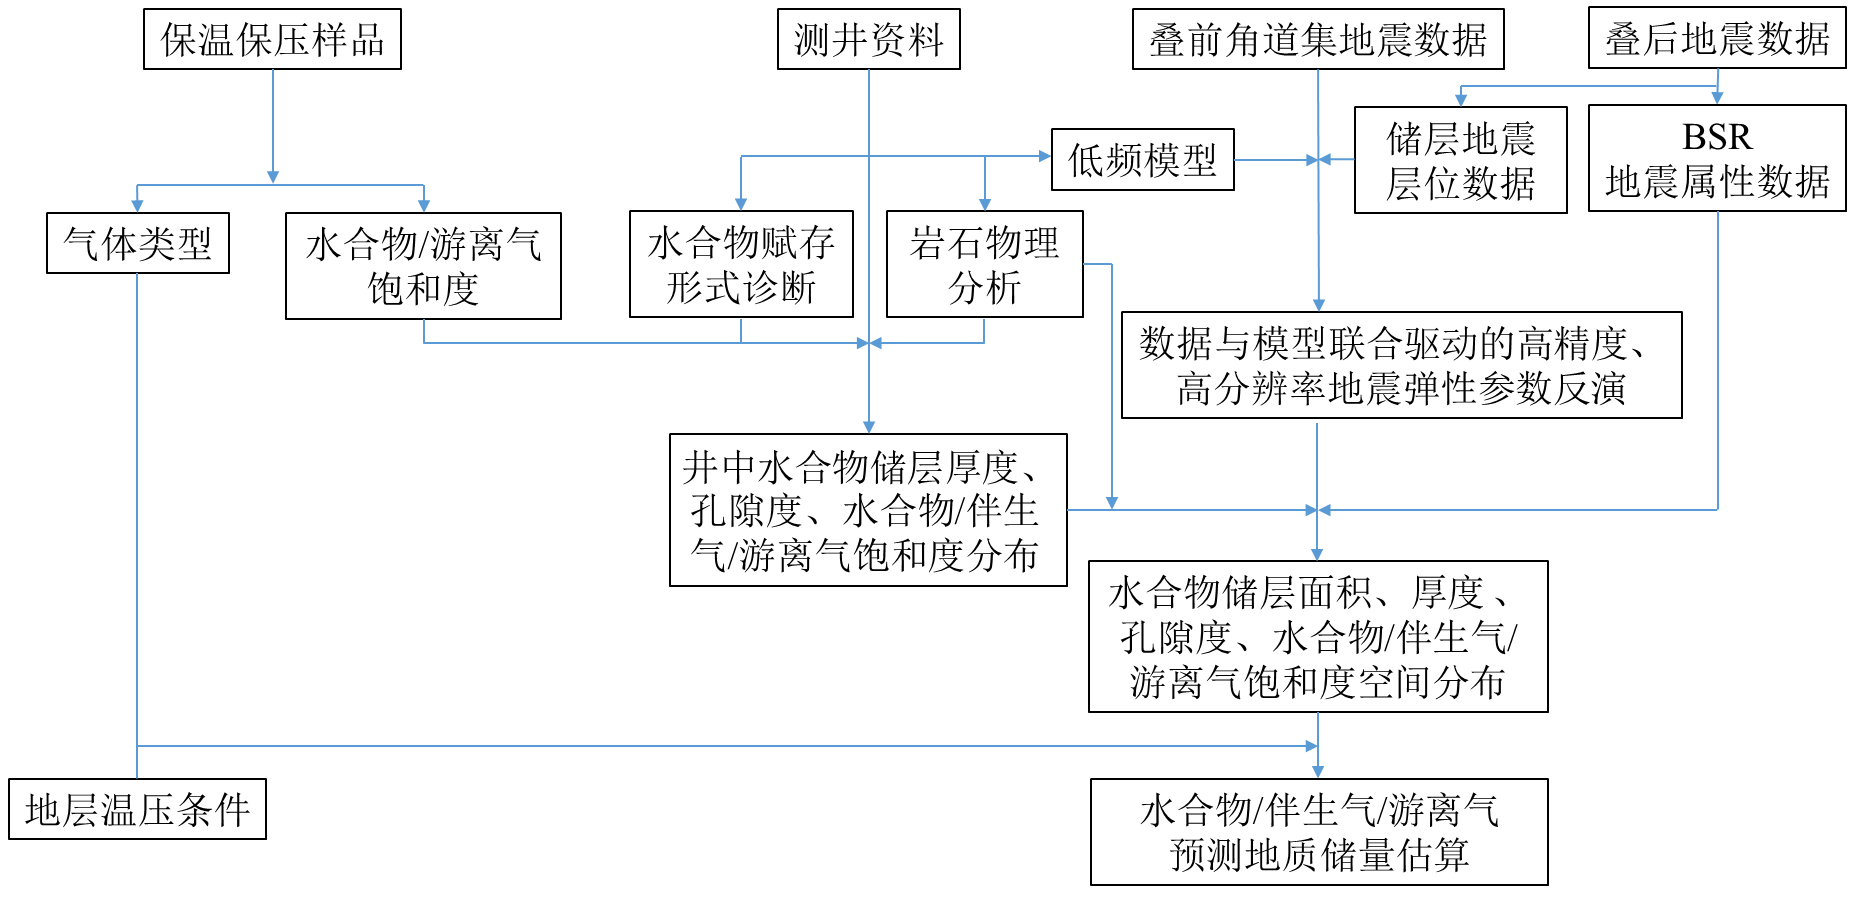 保温保压样品
测井资料
叠前角道集地震数据
叠后地震数据
低频模型
储层地震
层位数据
BSR
地震属性数据
气体类型
水合物/游离气
饱和度
水合物赋存
形式诊断
岩石物理
分析
数据与模型联合驱动的高精度、
高分辨率地震弹性参数反演
井中水合物储层厚度、
孔隙度、水合物/伴生
气/游离气饱和度分布
水合物储层面积、厚度、
孔隙度、水合物/伴生气/
游离气饱和度空间分布
地层温压条件
水合物/伴生气/游离气
预测地质储量估算